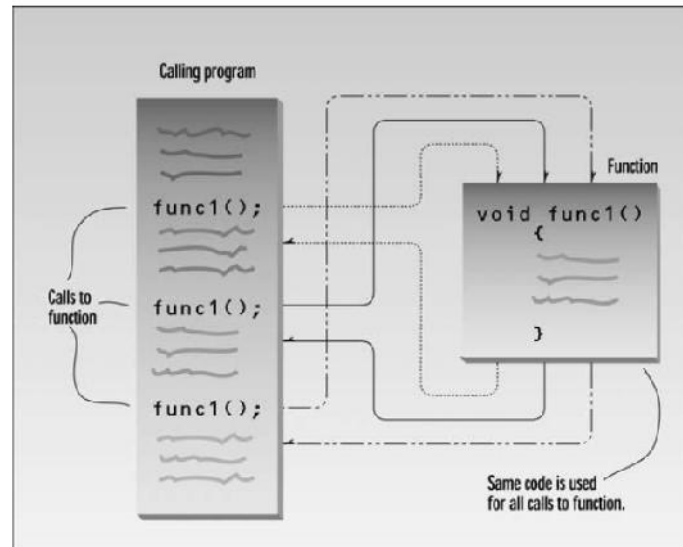 Calling program
Function
func1();
void func1()
{
Calls to
function
func1();
}
func1();
Same code is used
for all calls to function.